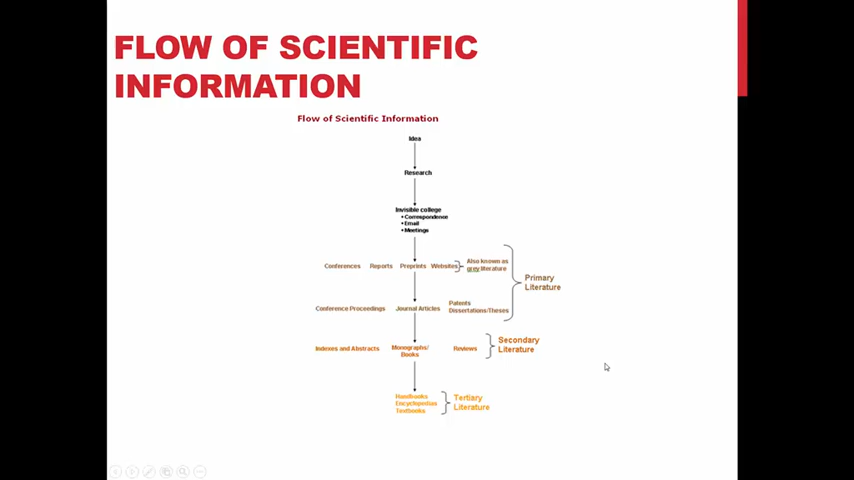 FLOW OF SCIENTIFIC
INFORMATION
Flow of Scientific Information
Idea
Research
Invisible college
• Correspondence
• Email
• Meetings
Conferences Reports Preprints Websites Also known as
grey literature
Primary
Literature
Conference Proceedings Journal Articles Patents
Dissertations/Theses
Indexes and Abstracts Monographs/
Books Reviews Secondary
Literature
Handbooks
Encyclopedias
Textbooks
Tertiary
Literature